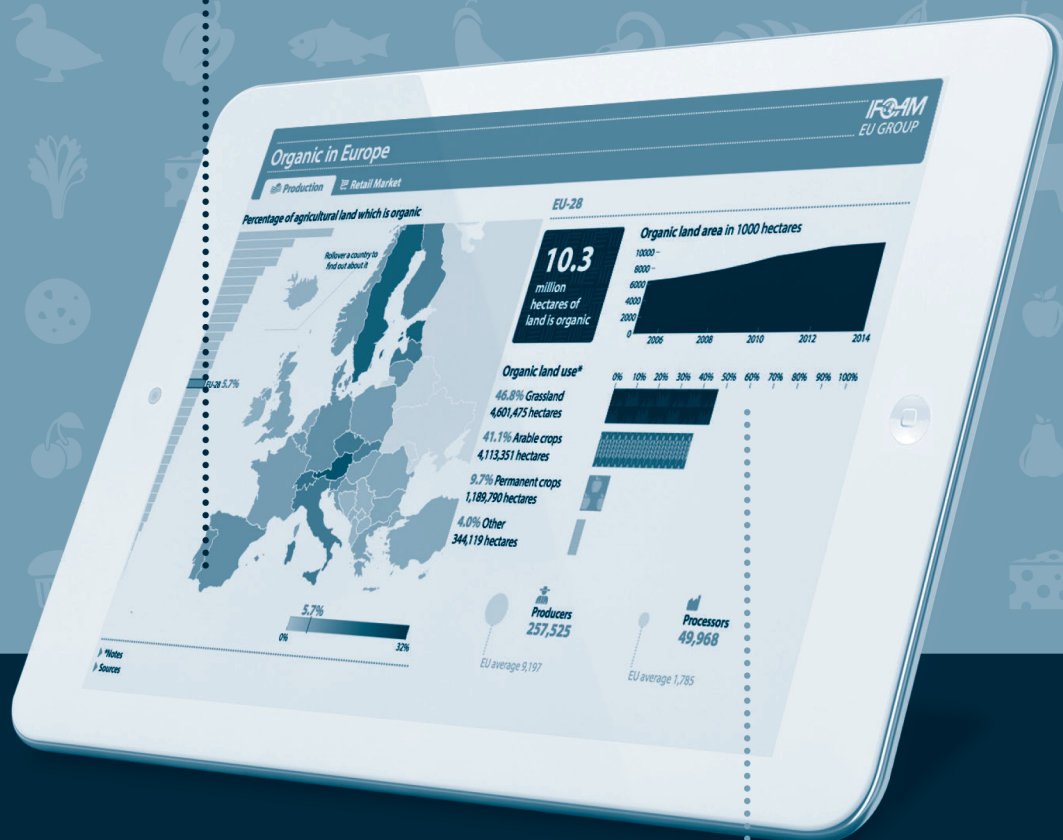 IFOAM
EU GROUP
Organic in Europe
Production
Retail Market
Percentage of agricultural land which is organic
Rollover a country to
find out about it
EU-28 5.7%
5.7%
0%
32%
*Notes
Sources
EU-28
10.3
million
hectares of
land is organic
Organic land area in 1000 hectares
10000
8000
6000
4000
2000
0
2006
2008
2010
2012
2014
Organic land use*
0% 10% 20% 30% 40% 50% 60% 70% 80% 90% 100%
46.8% Grassland
4,601,475 hectares
41.1% Arable crops
4,113,351 hectares
9.7% Permanent crops
1,189,790 hectares
4.0% Other
344,119 hectares
Producers
257,525
EU average 9,197
Processors
49,968
EU average 1,785